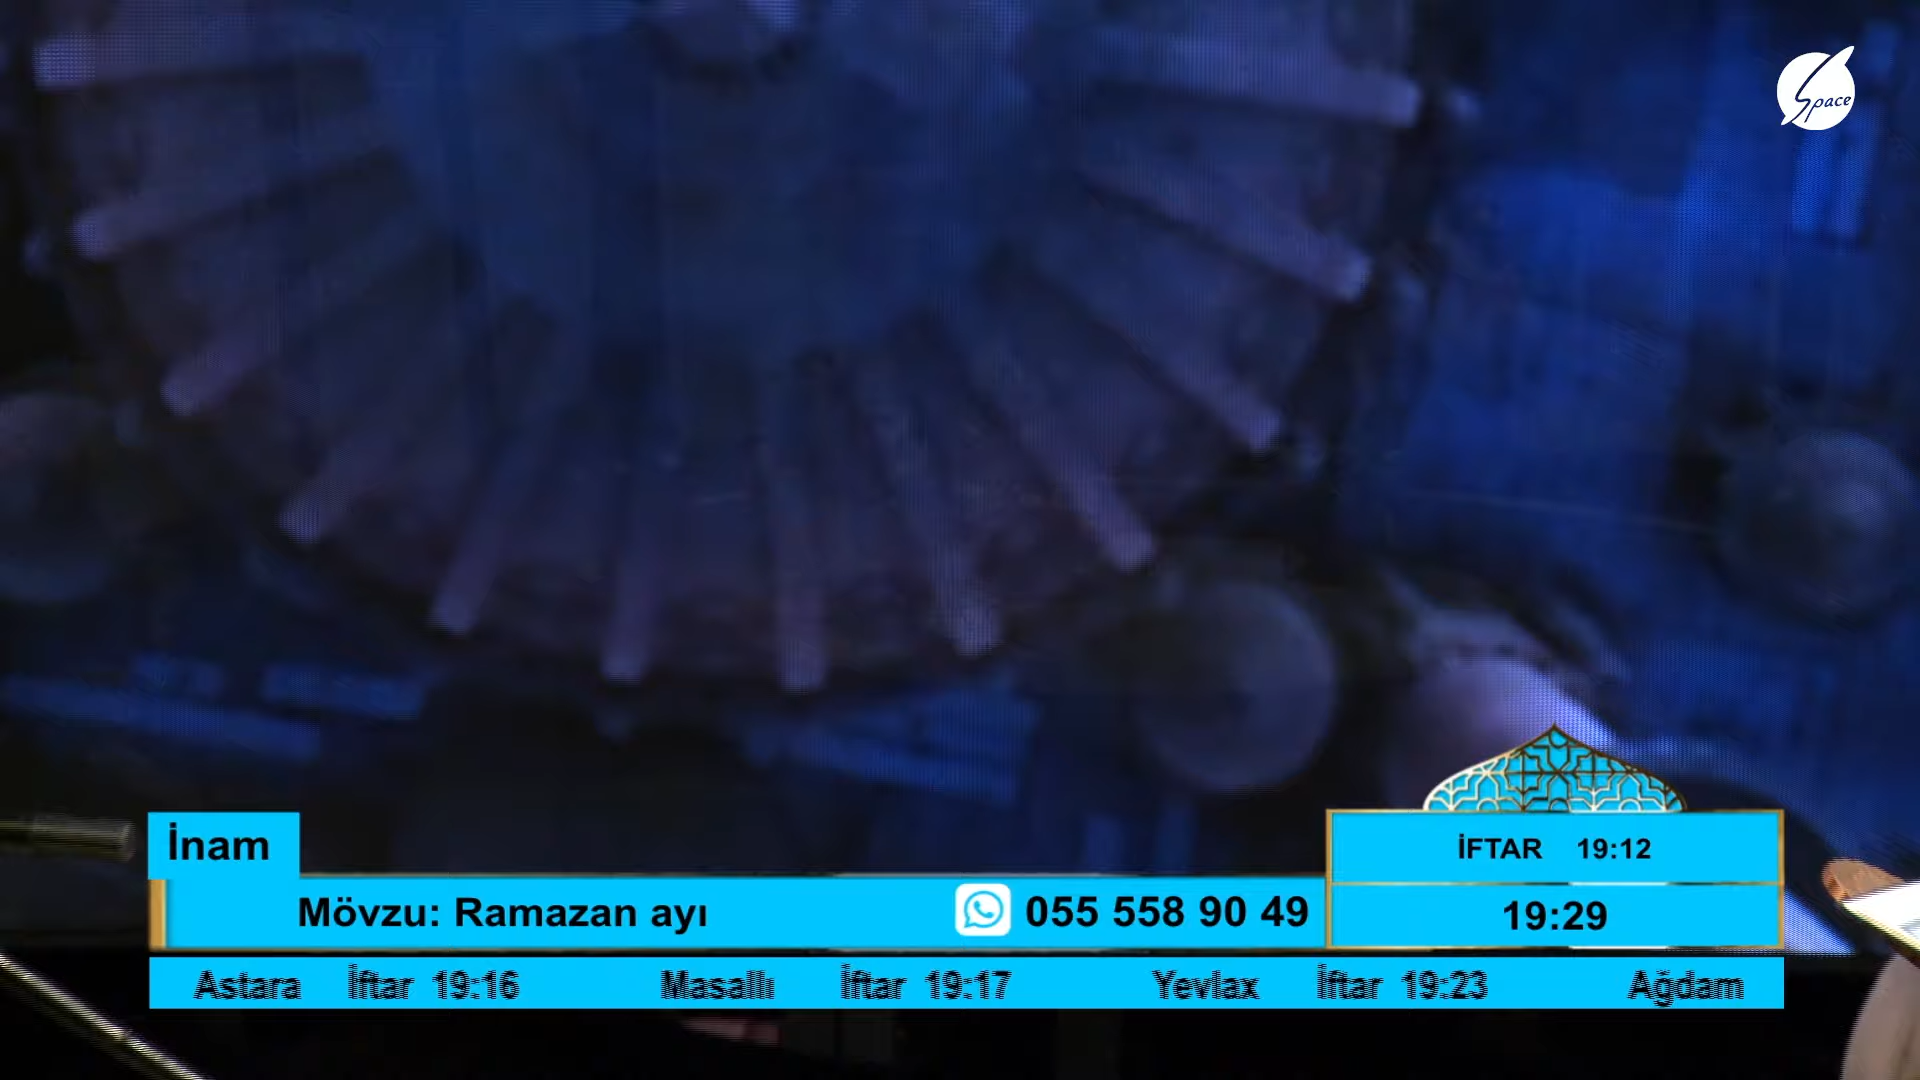 Space
İnam
İFTAR 19:12
Mövzu: Ramazan ayı
055 558 90 49
19:29
Astara İftar 19:16 Masallı İftar 19:17 Yevlax İftar 19:23 Ağdam